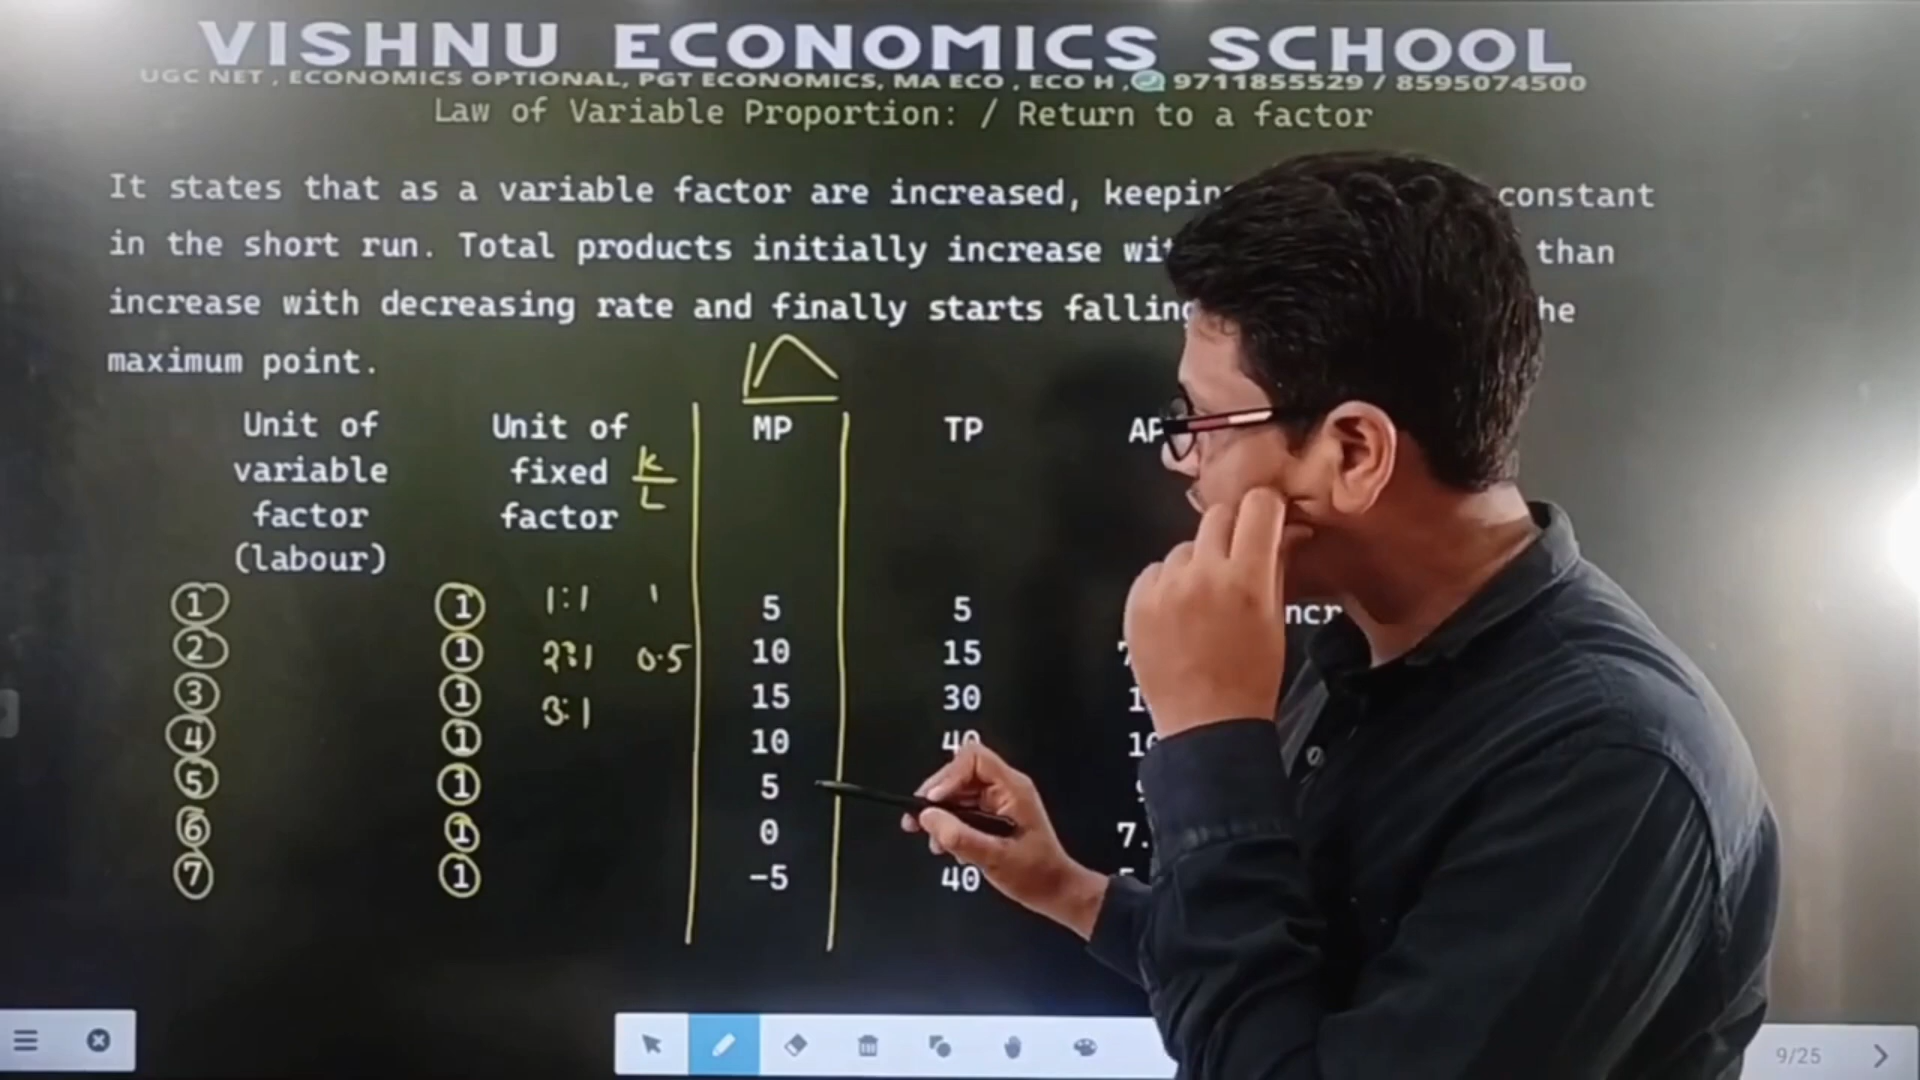 VISHNU ECONOMICS SCHOOL
UGC NET , ECONOMICS OPTIONAL, PGT ECONOMICS, MA ECO , ECO H , 9711855529 / 8595074500
Law of Variable Proportion: / Return to a factor
It states that as a variable factor are increased, constant
in the short run. Total products initially increase than
increase with decreasing rate and finally starts
maximum point.
Unit of variable factor (labour)
Unit of fixed factor
K
L
MP
TP
1 1 1:1 1 5 5
2 1 2:1 0.5 10 15
3 1 3:1 15 30
4 1 10 40
5 1 5
6 1 0
7 1 -5 40
9/25